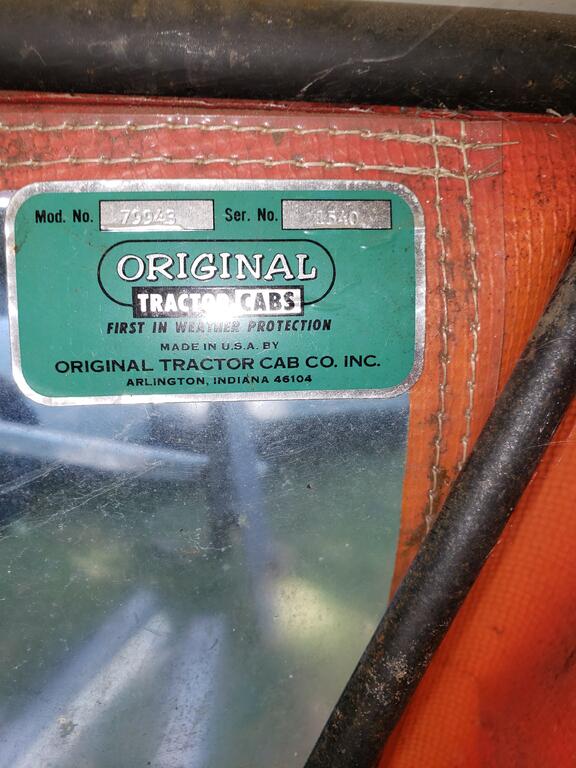 Mod. No. 79943 Ser. No. 1540
ORIGINAL
TRACTOR CABS
FIRST IN WEATHER PROTECTION
MADE IN U.S.A. BY
ORIGINAL TRACTOR CAB CO. INC.
ARLINGTON, INDIANA 46104